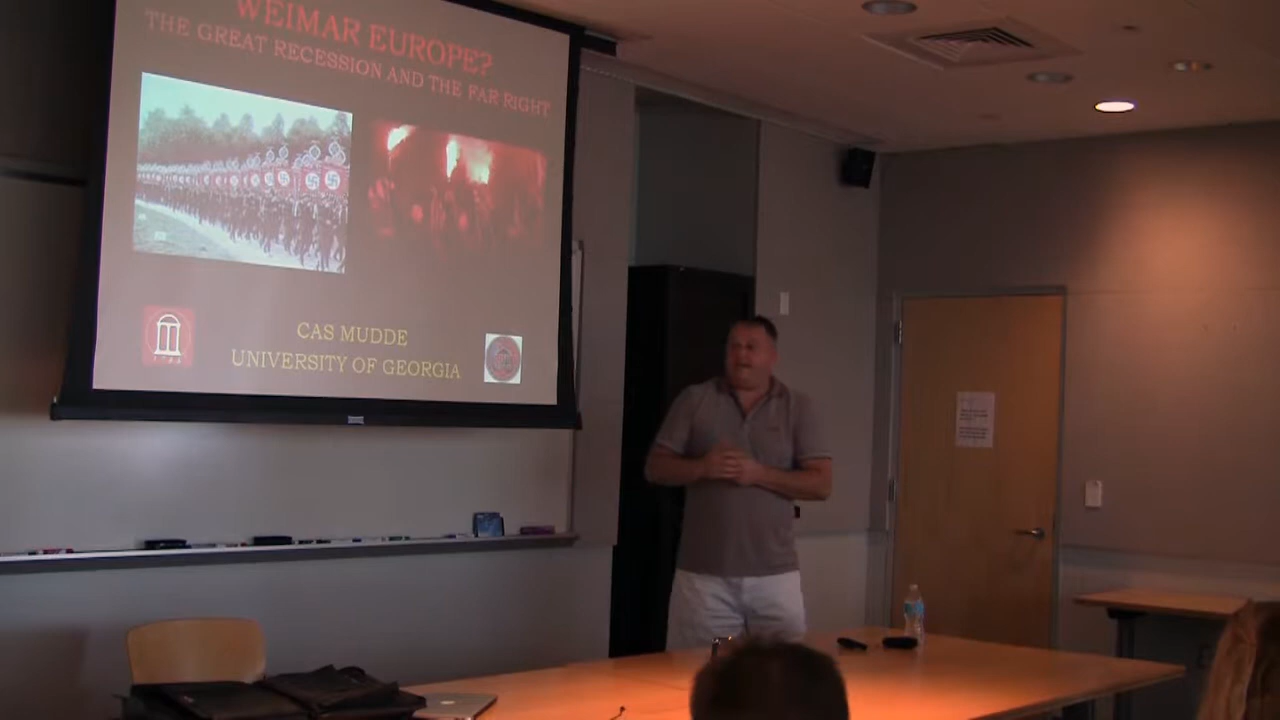 WEIMAR EUROPE?
THE GREAT RECESSION AND THE FAR RIGHT
CAS MUDDE
UNIVERSITY OF GEORGIA